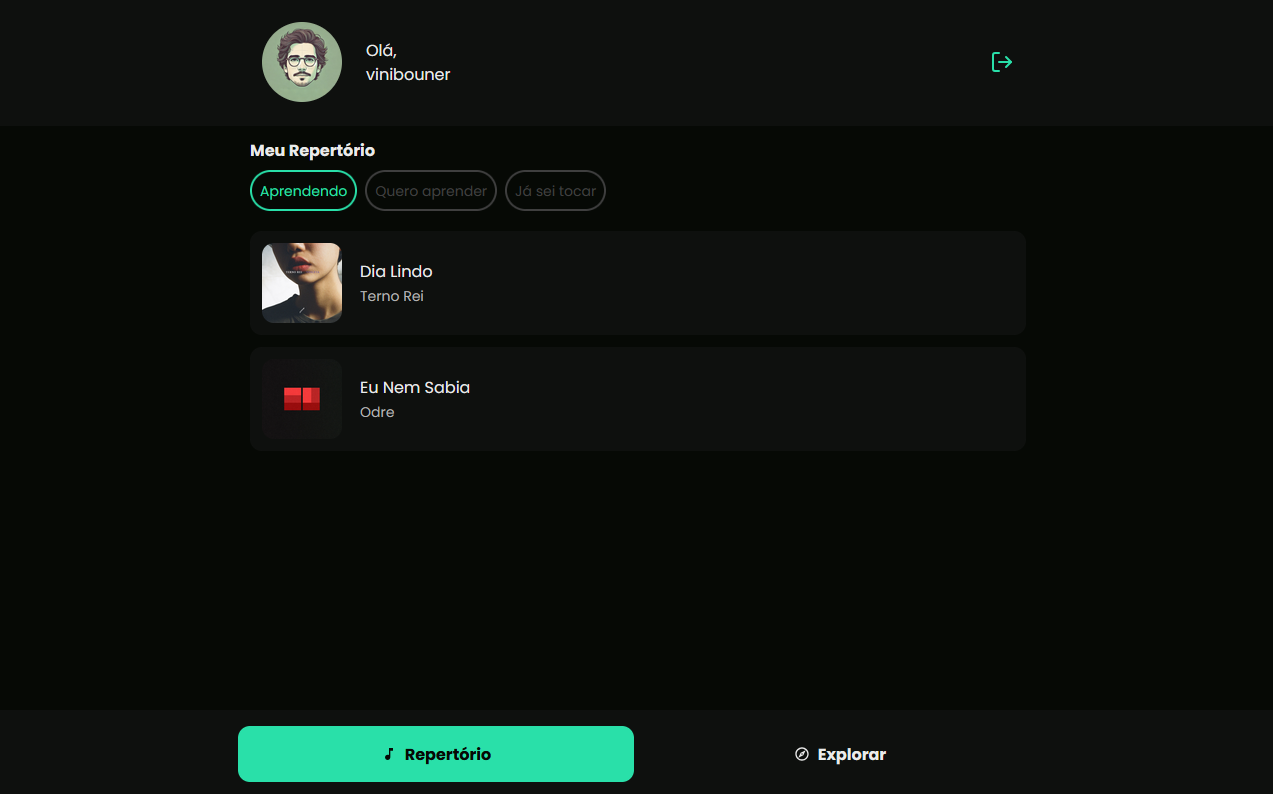 Olá,
vinibouner
Meu Repertório
Aprendendo
Quero aprender
Já sei tocar
Dia Lindo
Terno Rei
Eu Nem Sabia
Odre
Repertório
Explorar